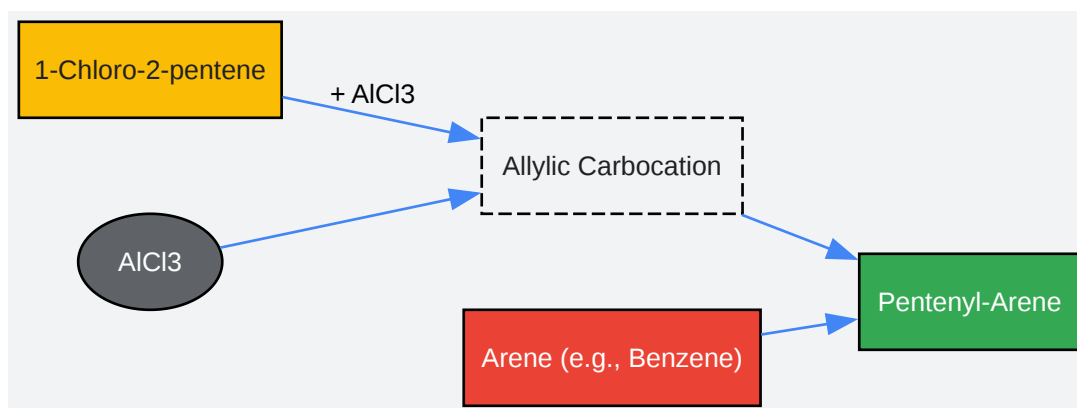 1-Chloro-2-pentene
+ AlCl3
Allylic Carbocation
AlCl3
Pentenyl-Arene
Arene (e.g., Benzene)